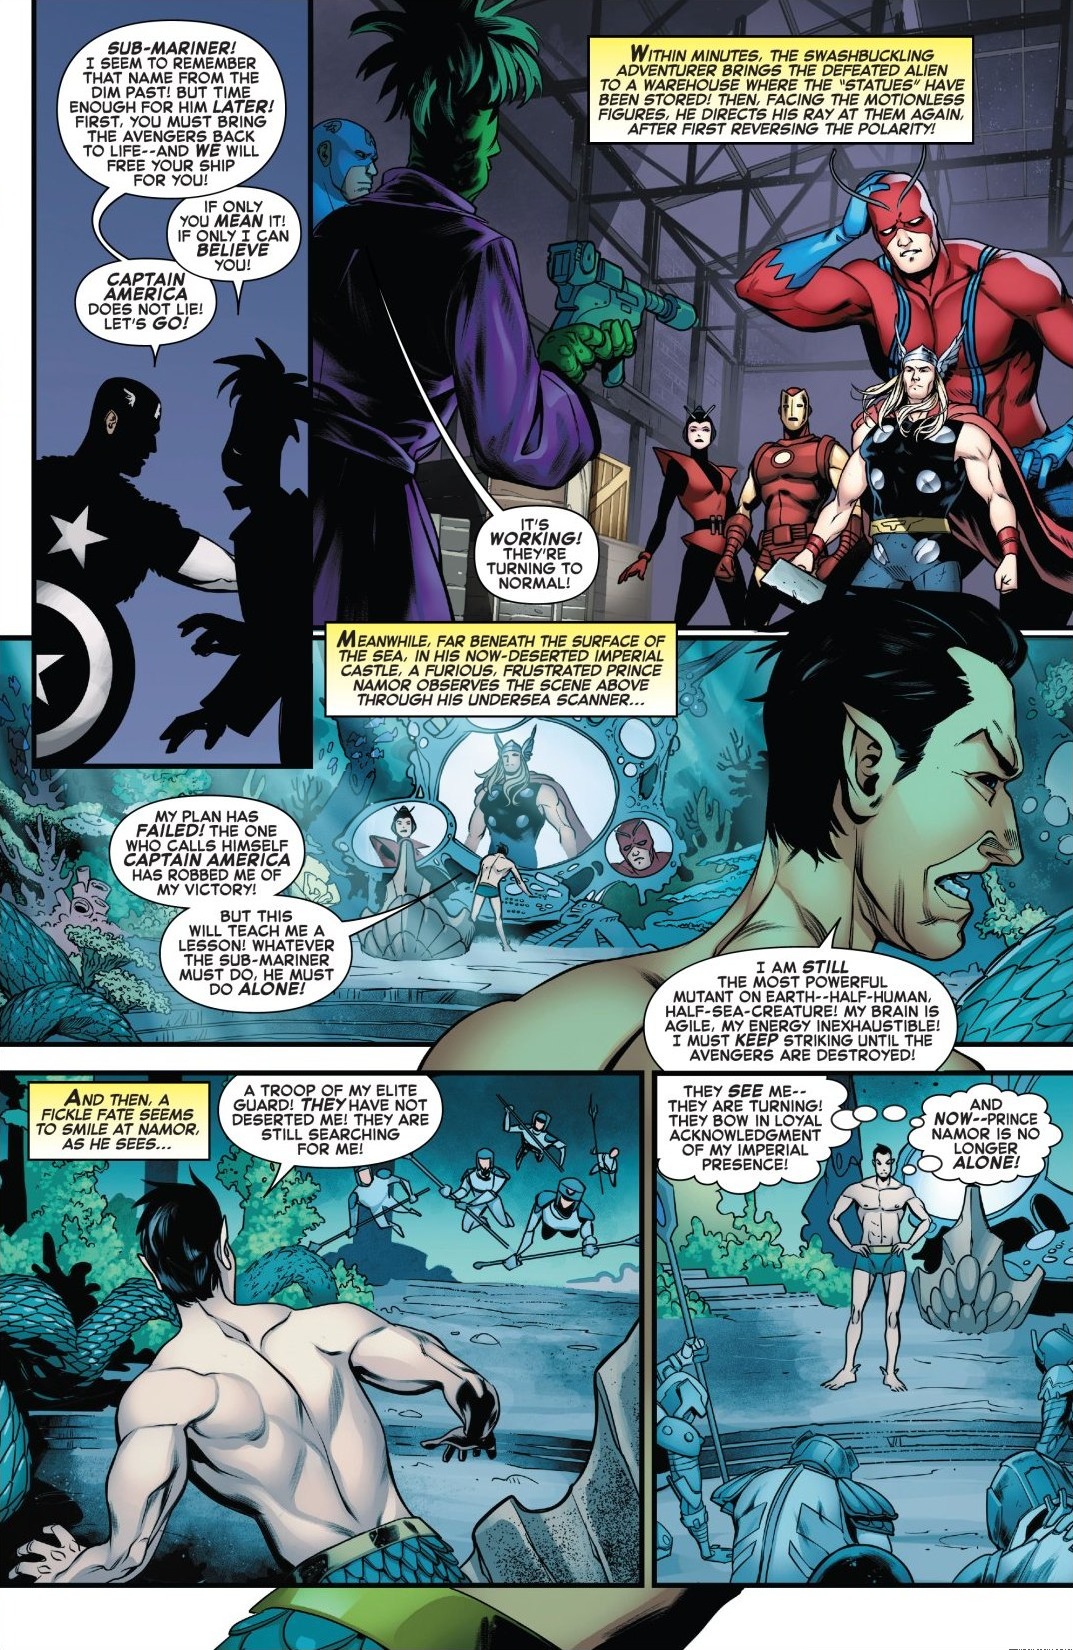 SUB-MARINER!
I SEEM TO REMEMBER
THAT NAME FROM THE
DIM PAST! BUT TIME
ENOUGH FOR HIM LATER!
FIRST, YOU MUST BRING
THE AVENGERS BACK
TO LIFE--AND WE WILL
FREE YOUR SHIP
FOR YOU!
IF ONLY
YOU MEAN IT!
IF ONLY I CAN
BELIEVE
YOU!
CAPTAIN
AMERICA
DOES NOT LIE!
LET'S GO!
WITHIN MINUTES, THE SWASHBUCKLING
ADVENTURER BRINGS THE DEFEATED ALIEN
TO A WAREHOUSE WHERE THE "STATUES" HAVE
BEEN STORED! THEN, FACING THE MOTIONLESS
FIGURES, HE DIRECTS HIS RAY AT THEM AGAIN,
AFTER FIRST REVERSING THE POLARITY!
IT'S
WORKING!
THEY'RE
TURNING TO
NORMAL!
MEANWHILE, FAR BENEATH THE SURFACE OF
THE SEA, IN HIS NOW-DESERTED IMPERIAL
CASTLE, A FURIOUS, FRUSTRATED PRINCE
NAMOR OBSERVES THE SCENE ABOVE
THROUGH HIS UNDERSEA SCANNER...
MY PLAN HAS
FAILED! THE ONE
WHO CALLS HIMSELF
CAPTAIN AMERICA
HAS ROBBED ME OF
MY VICTORY!
BUT THIS
WILL TEACH ME A
LESSON! WHATEVER
THE SUB-MARINER
MUST DO, HE MUST
DO ALONE!
I AM STILL
THE MOST POWERFUL
MUTANT ON EARTH--HALF-HUMAN,
HALF-SEA-CREATURE! MY BRAIN IS
AGILE, MY ENERGY INEXHAUSTIBLE!
I MUST KEEP STRIKING UNTIL THE
AVENGERS ARE DESTROYED!
AND THEN, A
FICKLE FATE SEEMS
TO SMILE AT NAMOR,
AS HE SEES...
A TROOP OF MY ELITE
GUARD! THEY HAVE NOT
DESERTED ME! THEY ARE
STILL SEARCHING
FOR ME!
THEY SEE ME--
THEY ARE TURNING!
THEY BOW IN LOYAL
ACKNOWLEDGMENT
OF MY IMPERIAL
PRESENCE!
AND
NOW--PRINCE
NAMOR IS NO
LONGER
ALONE!